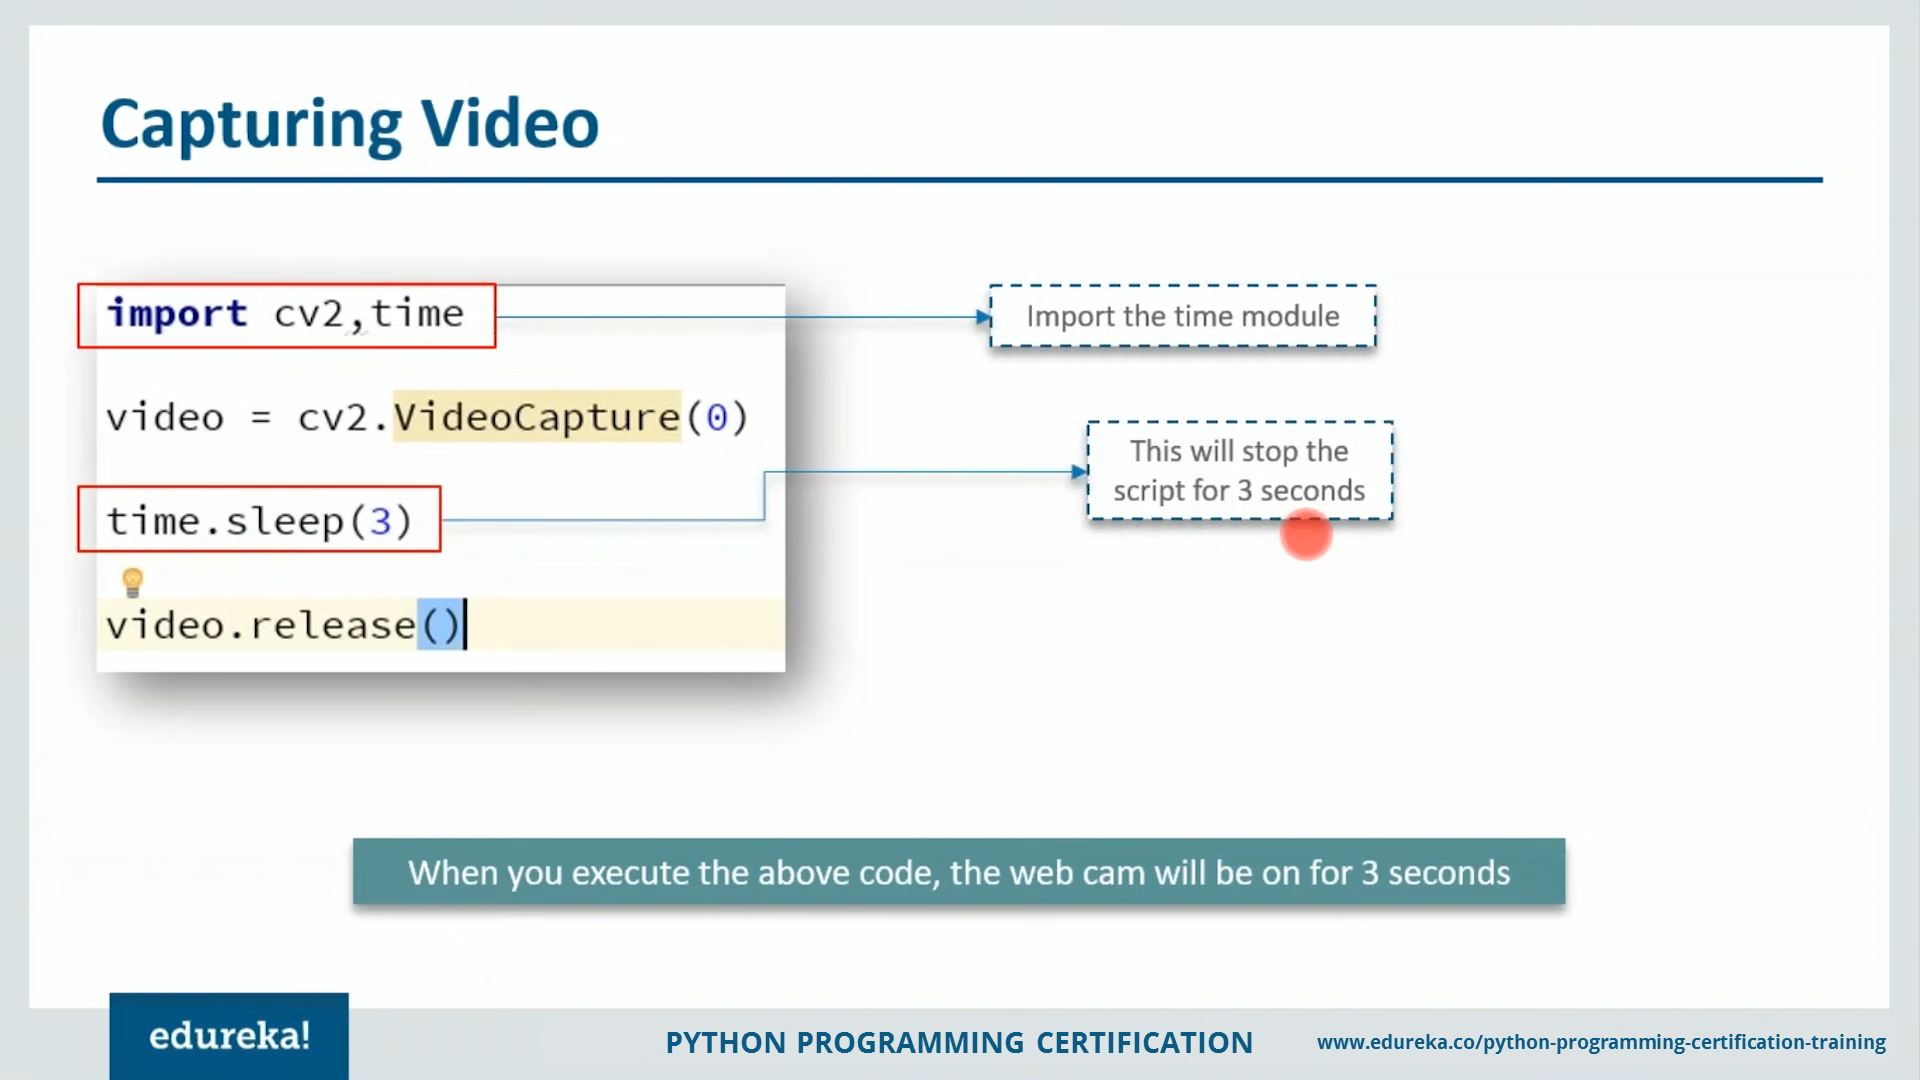 Capturing Video
import cv2,time
Import the time module
video = cv2.VideoCapture(0)
This will stop the
script for 3 seconds
time.sleep(3)
video.release()
When you execute the above code, the web cam will be on for 3 seconds
edureka!
PYTHON PROGRAMMING CERTIFICATION
www.edureka.co/python-programming-certification-training